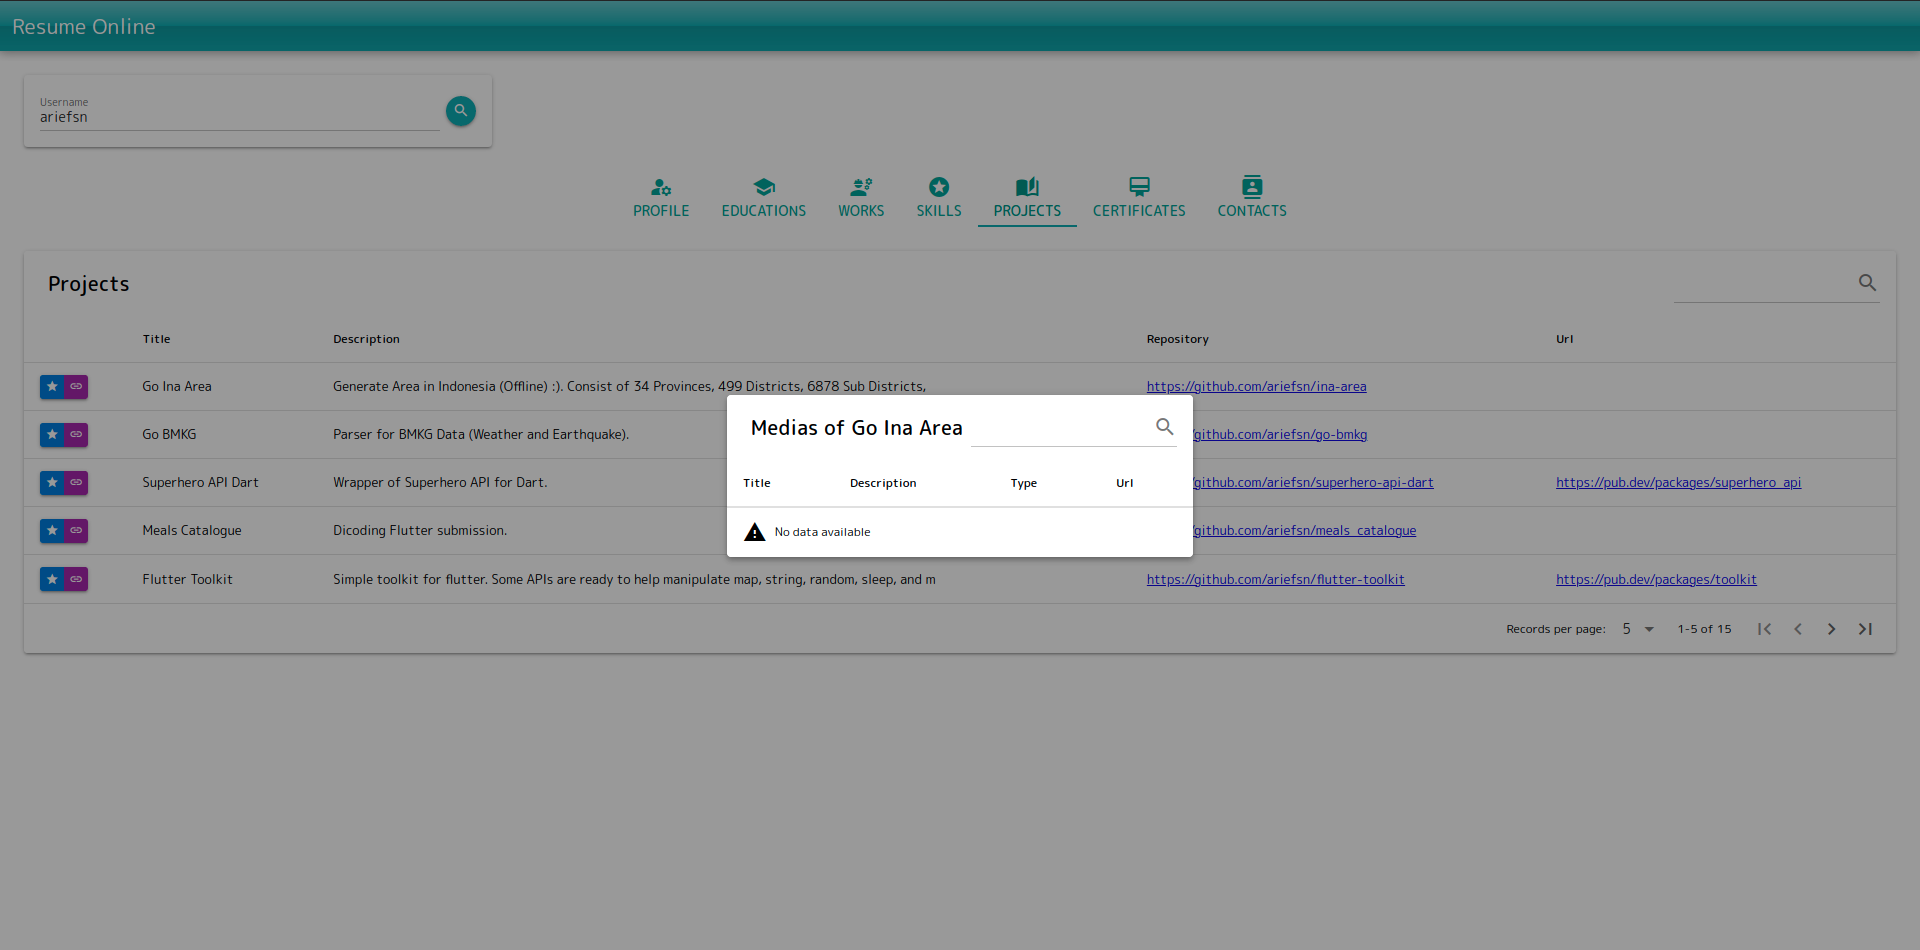 Resume Online
Username
ariefsn
PROFILE EDUCATIONS WORKS SKILLS PROJECTS CERTIFICATES CONTACTS
Projects
Title Description Repository Url
Go Ina Area Generate Area in Indonesia (Offline) :). Consist of 34 Provinces, 499 Districts, 6878 Sub Districts, https://github.com/ariefsn/ina-area
Go BMKG Parser for BMKG Data (Weather and Earthquake). /github.com/ariefsn/go-bmkg
Superhero API Dart Wrapper of Superhero API for Dart. /github.com/ariefsn/superhero-api-dart https://pub.dev/packages/superhero_api
Meals Catalogue Dicoding Flutter submission. /github.com/ariefsn/meals_catalogue
Flutter Toolkit Simple toolkit for flutter. Some APIs are ready to help manipulate map, string, random, sleep, and m https://github.com/ariefsn/flutter-toolkit https://pub.dev/packages/toolkit
Records per page: 5 1-5 of 15
Medias of Go Ina Area
Title Description Type Url
No data available